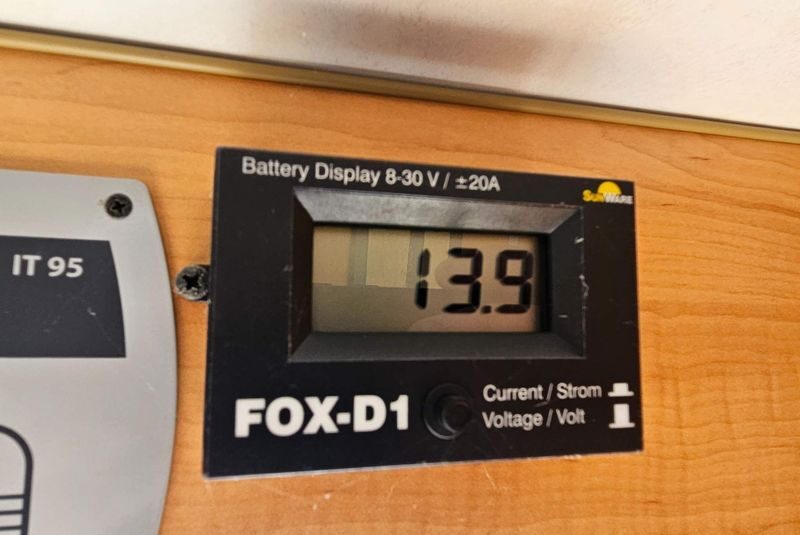 Battery Display 8-30 V / ±20A
SUNWARE
IT 95
13.9
FOX-D1
Current / Strom
Voltage / Volt